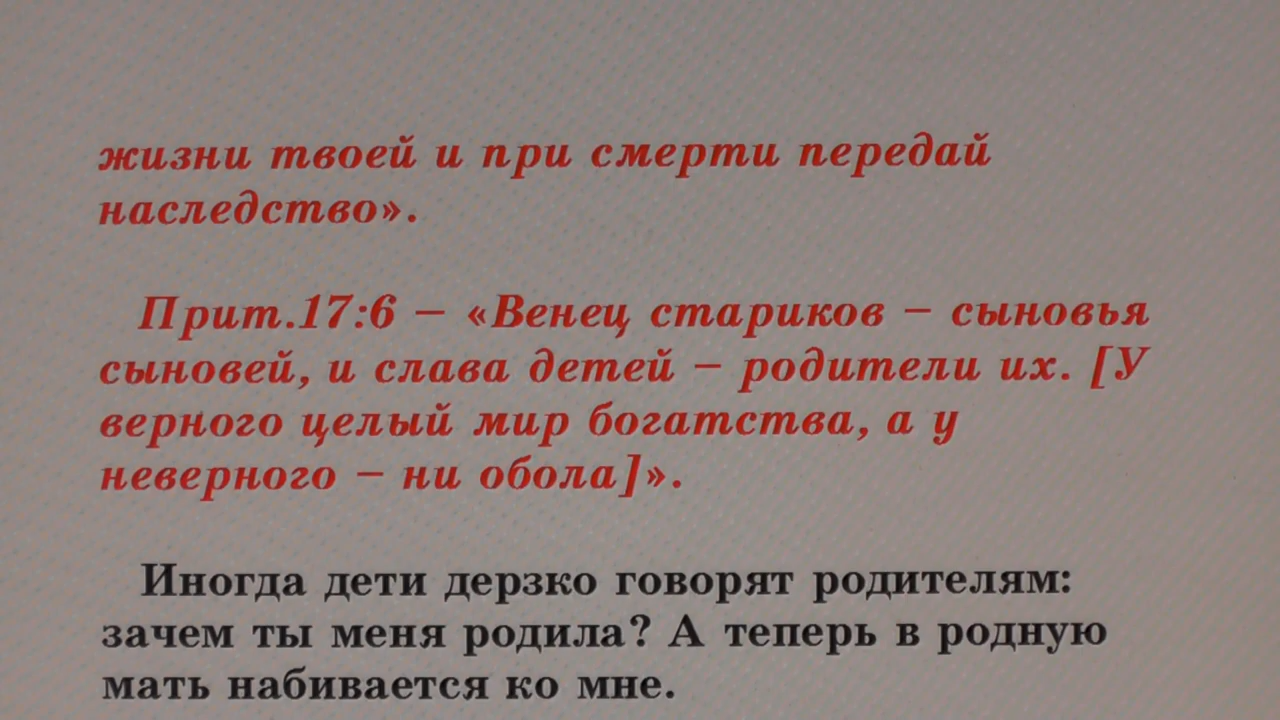 жизни твоей и при смерти передай
наследство».
Прит.17:6 – «Венец стариков – сыновья
сыновей, и слава детей – родители их. [У
верного целый мир богатства, а у
неверного – ни обола]».
Иногда дети дерзко говорят родителям:
зачем ты меня родила? А теперь в родную
мать набивается ко мне.